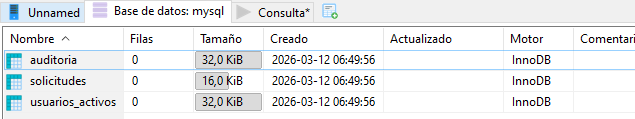 Unnamed Base de datos: mysql Consulta*
Nombre Filas Tamaño Creado Actualizado Motor Comentari
auditoria 0 32,0 KiB 2026-03-12 06:49:56 InnoDB
solicitudes 0 16,0 KiB 2026-03-12 06:49:56 InnoDB
usuarios_activos 0 32,0 KiB 2026-03-12 06:49:56 InnoDB